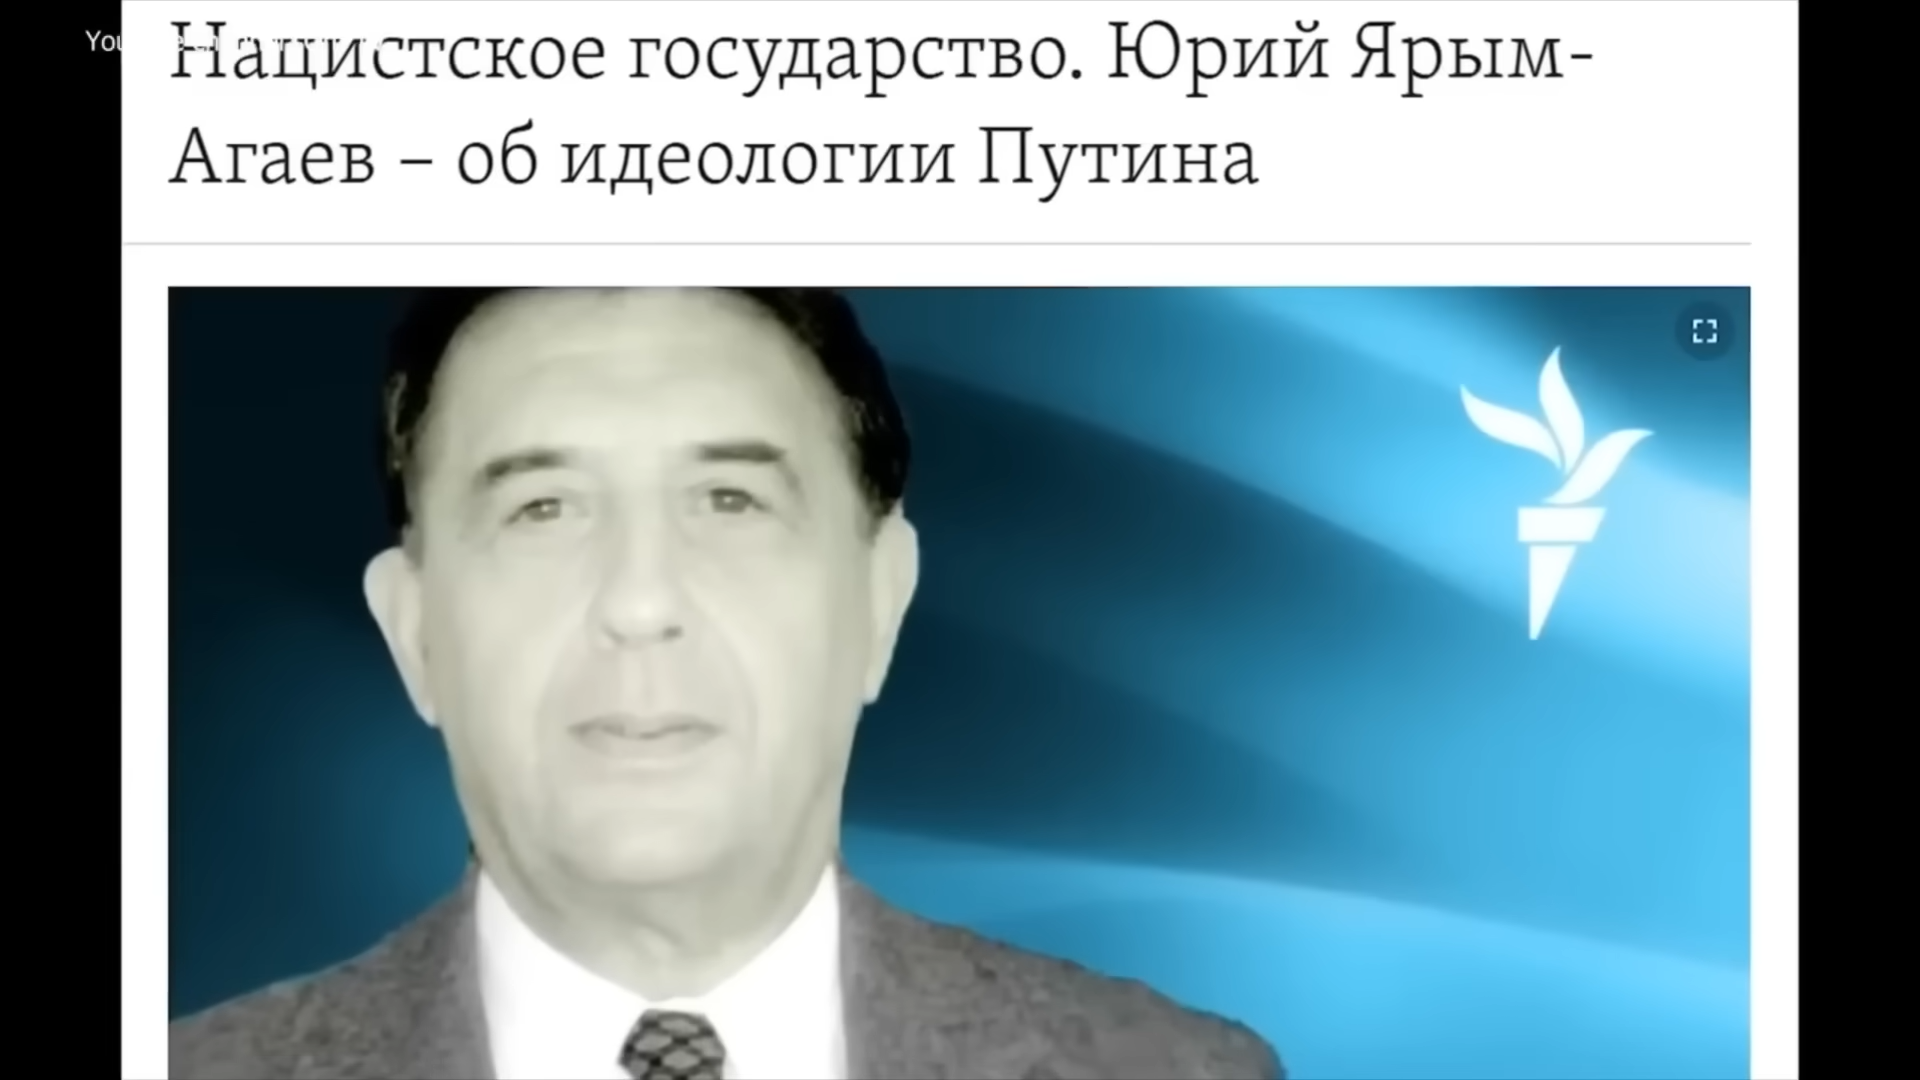 Нацистское государство. Юрий Ярым-
Агаев – об идеологии Путина